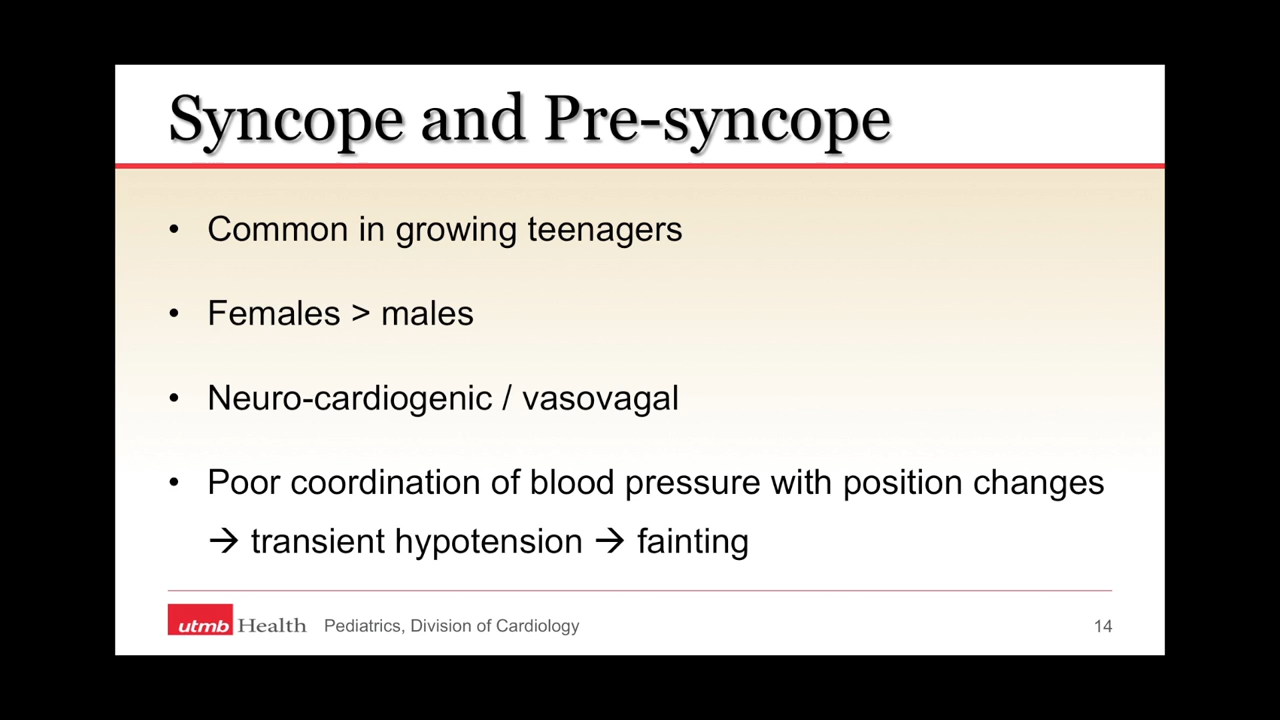 Syncope and Pre-syncope
• Common in growing teenagers
• Females > males
• Neuro-cardiogenic / vasovagal
• Poor coordination of blood pressure with position changes
→ transient hypotension → fainting
utmb Health Pediatrics, Division of Cardiology 14